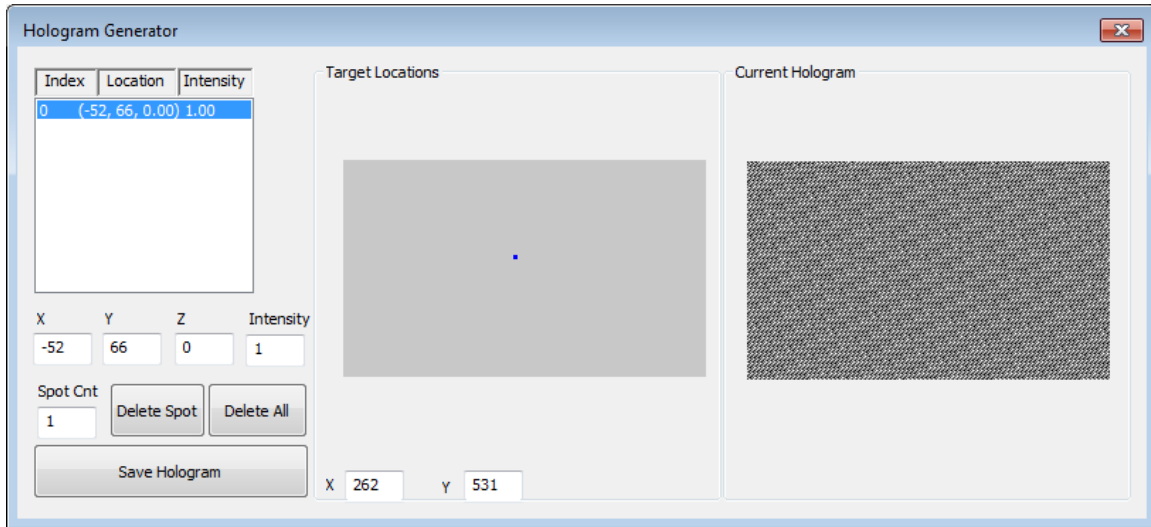 Hologram Generator
Index Location Intensity
0 (-52, 66, 0.00) 1.00
X Y Z Intensity
-52 66 0 1
Spot Cnt
1
Delete Spot Delete All
Save Hologram
Target Locations
X 262 Y 531
Current Hologram